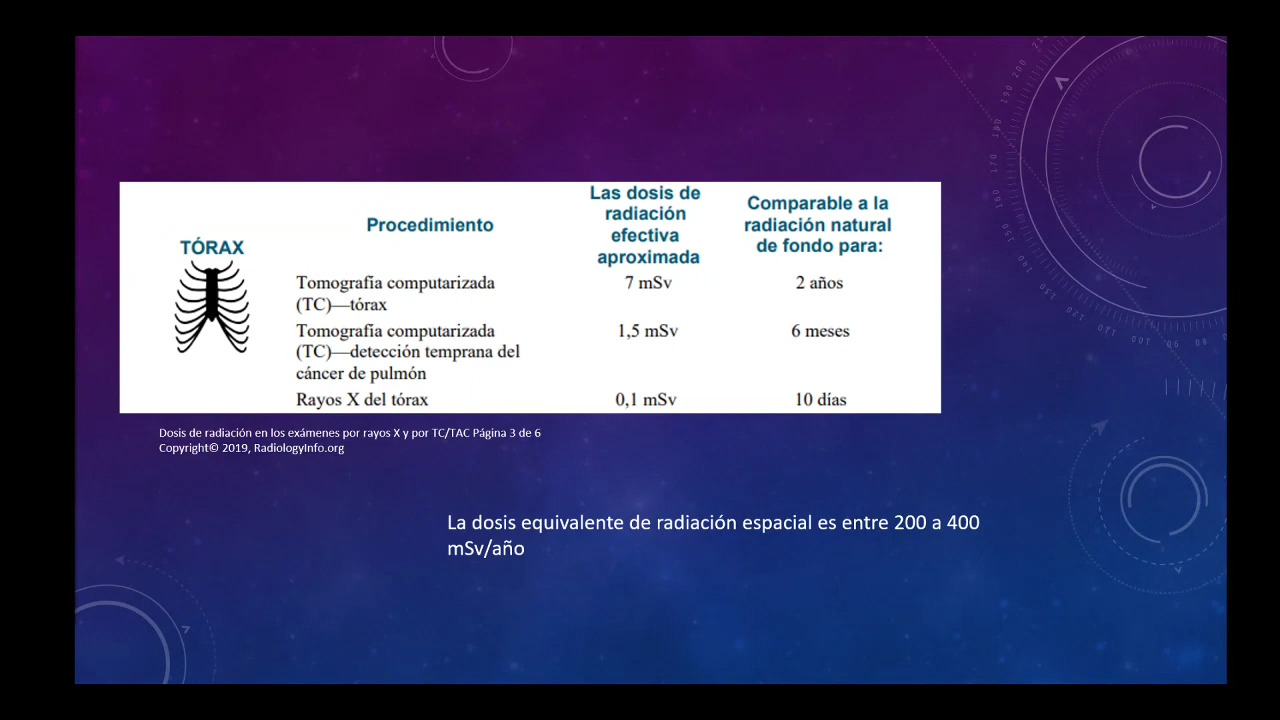 TÓRAX
Procedimiento
Las dosis de
radiación
efectiva
aproximada
Comparable a la
radiación natural
de fondo para:
Tomografía computarizada 7 mSv 2 años
(TC)—tórax
Tomografía computarizada 1,5 mSv 6 meses
(TC)—detección temprana del
cáncer de pulmón
Rayos X del tórax 0,1 mSv 10 días
Dosis de radiación en los exámenes por rayos X y por TC/TAC Página 3 de 6
Copyright© 2019, RadiologyInfo.org
La dosis equivalente de radiación espacial es entre 200 a 400
mSv/año